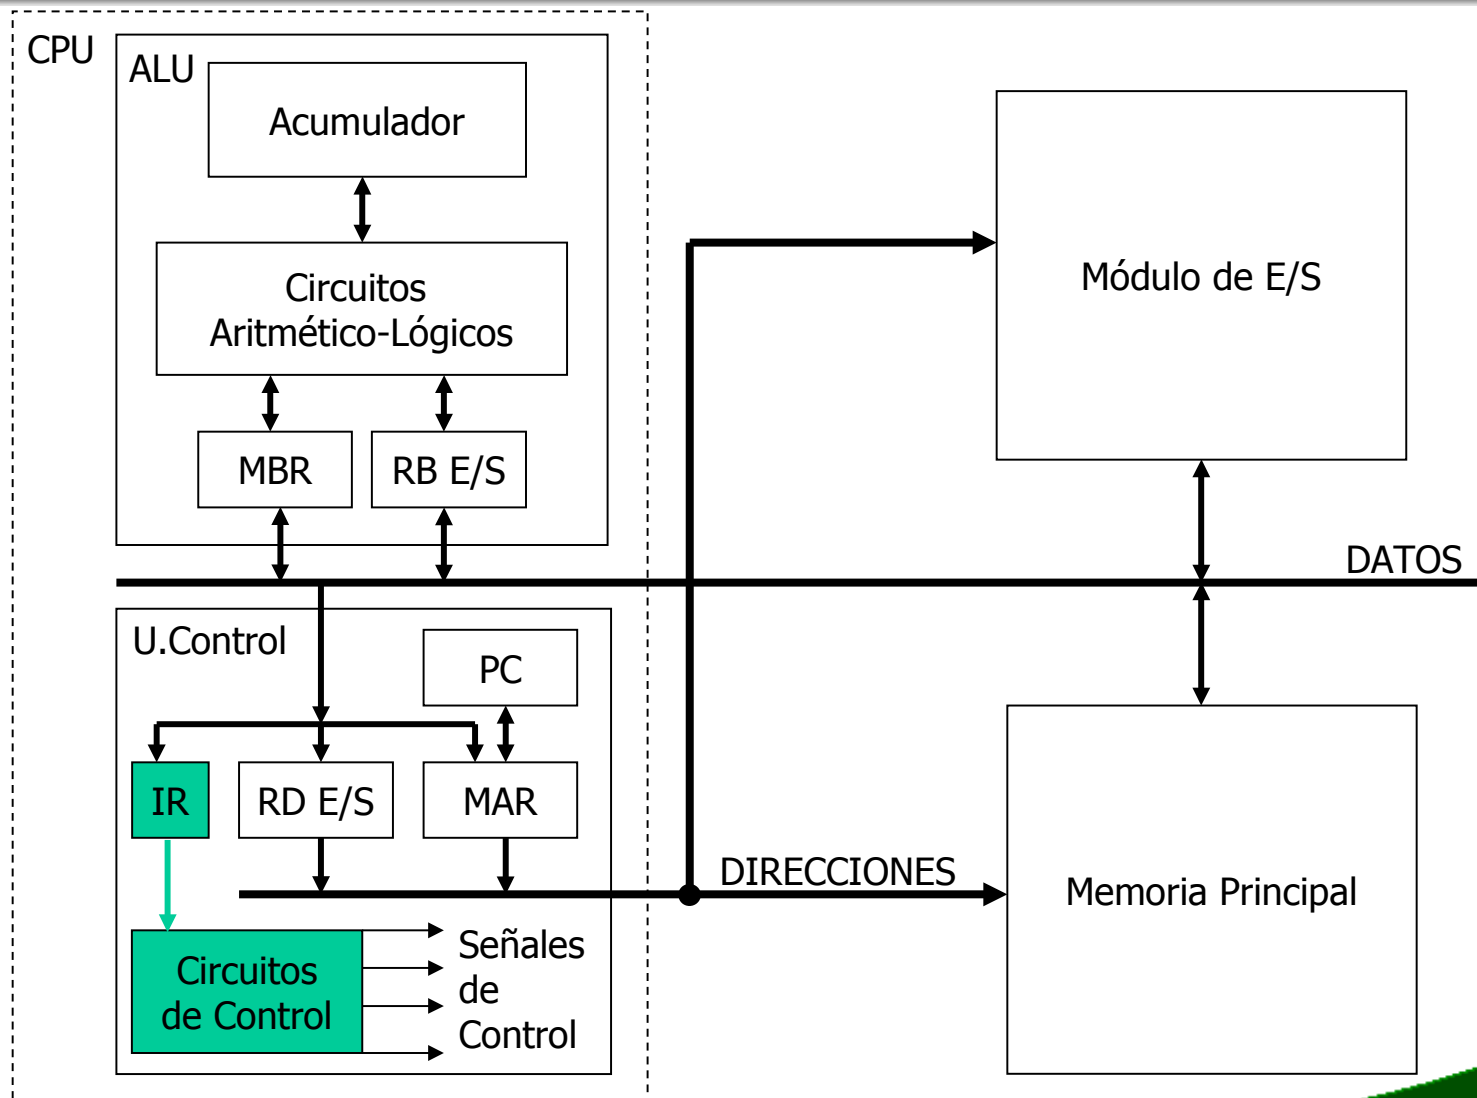 CPU
ALU
Acumulador
Circuitos
Aritmético-Lógicos
MBR
RB E/S
Módulo de E/S
DATOS
U.Control
PC
IR
RD E/S
MAR
DIRECCIONES
Memoria Principal
Circuitos
de Control
Señales
de
Control